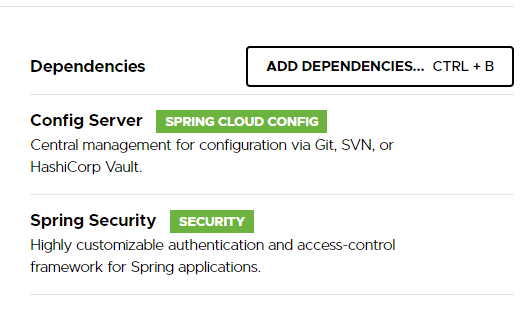 Dependencies ADD DEPENDENCIES... CTRL + B
Config Server SPRING CLOUD CONFIG
Central management for configuration via Git, SVN, or
HashiCorp Vault.
Spring Security SECURITY
Highly customizable authentication and access-control
framework for Spring applications.